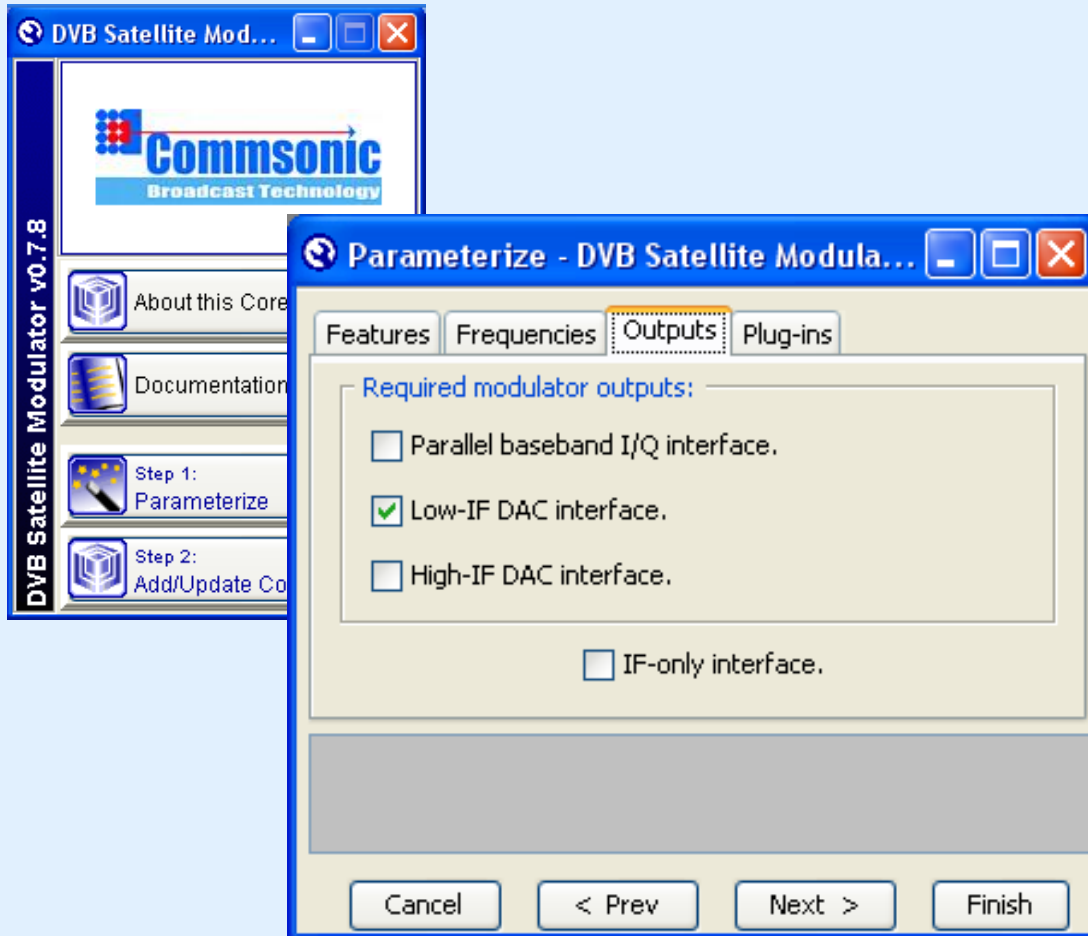 DVB Satellite Mod...
Commsonic
Broadcast Technology
DVB Satellite Modulator v0.7.8
About this Core
Documentation
Step 1:
Parameterize
Step 2:
Add/Update Co
Parameterize - DVB Satellite Modula...
Features
Frequencies
Outputs
Plug-ins
Required modulator outputs:
Parallel baseband I/Q interface.
Low-IF DAC interface.
High-IF DAC interface.
IF-only interface.
Cancel
< Prev
Next >
Finish